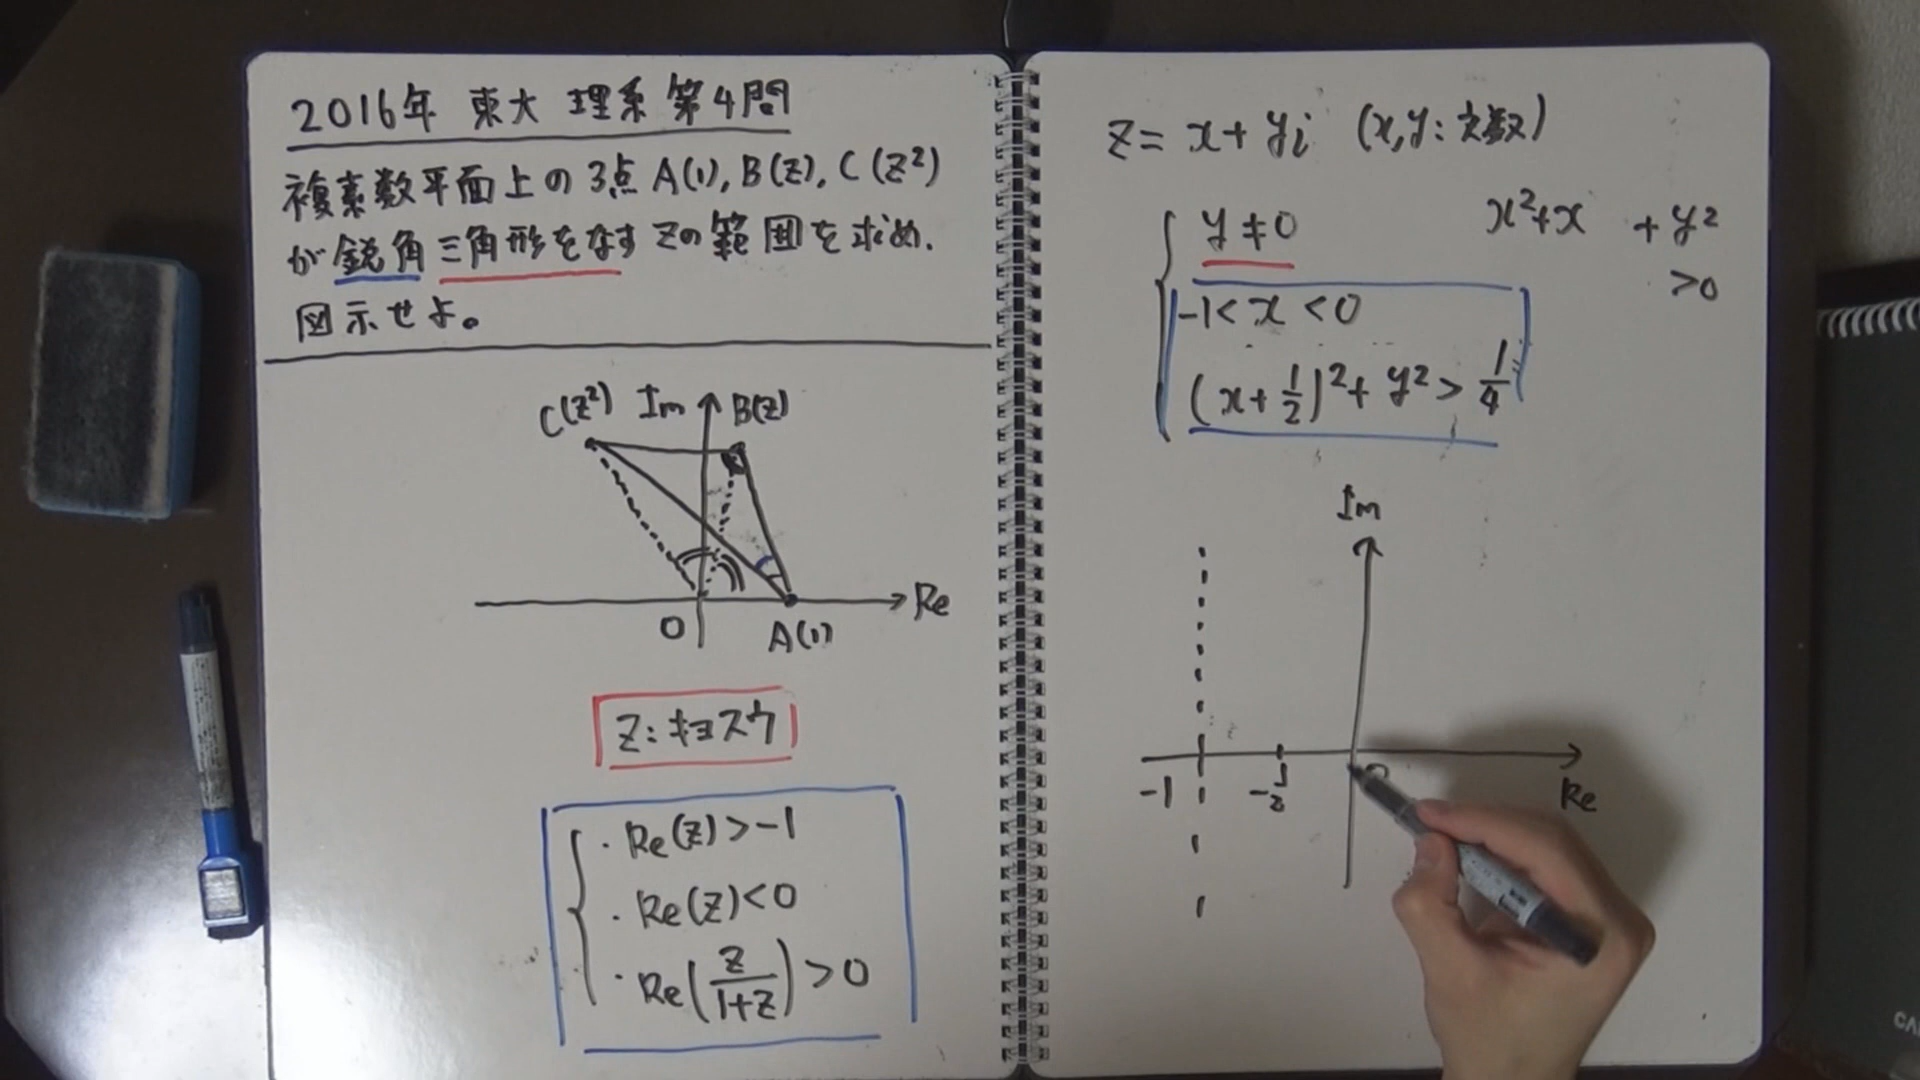 2016年 東大 理系 第4問
複素数平面上の3点A(1), B(z), C(z²)
が鋭角三角形をなすzの範囲を求め、
図示せよ。
C(z²) Im B(z)
Re
O A(1)
z:キョスウ
・Re(z)>-1
・Re(z)<0
・Re(z/(1+z))>0
z= x+yi (x,y:実数)
y≠0
x²+x +y²
>0
-1<x<0
(x+1/2)²+y²>1/4
Im
-1 -1/2 O Re
CA